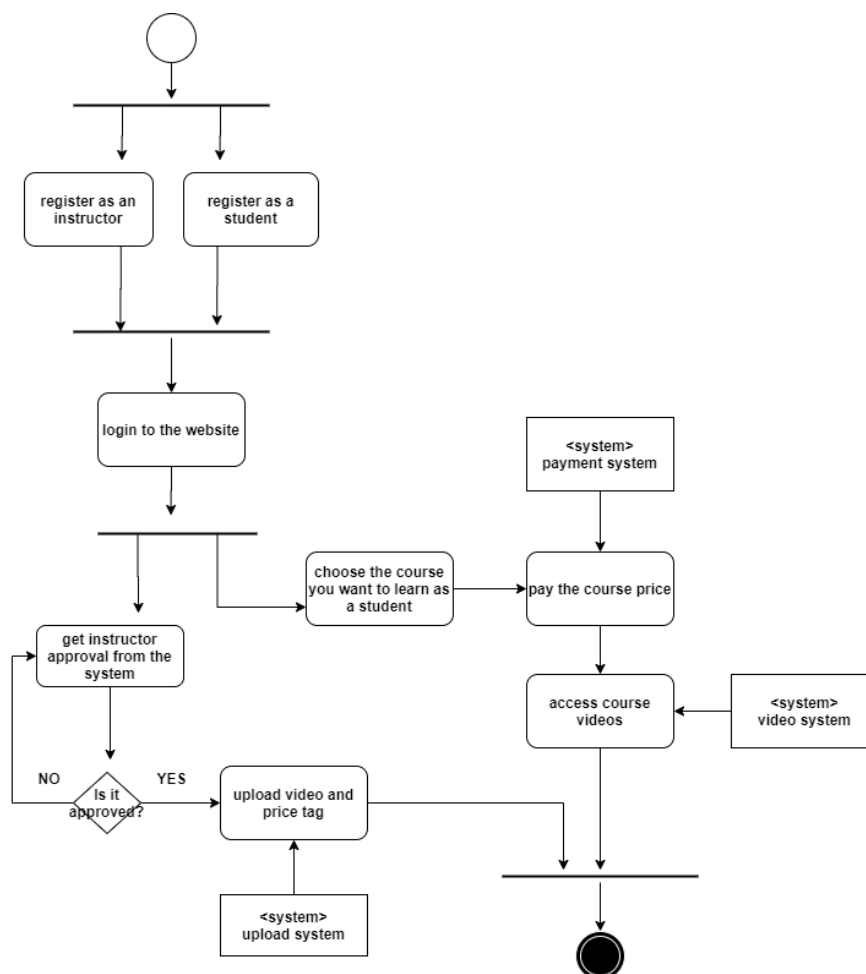 register as an
instructor
register as a
student
login to the website
<system>
payment system
choose the course
you want to learn as
a student
pay the course price
get instructor
approval from the
system
access course
videos
<system>
video system
NO
Is it
approved?
YES
upload video and
price tag
<system>
upload system